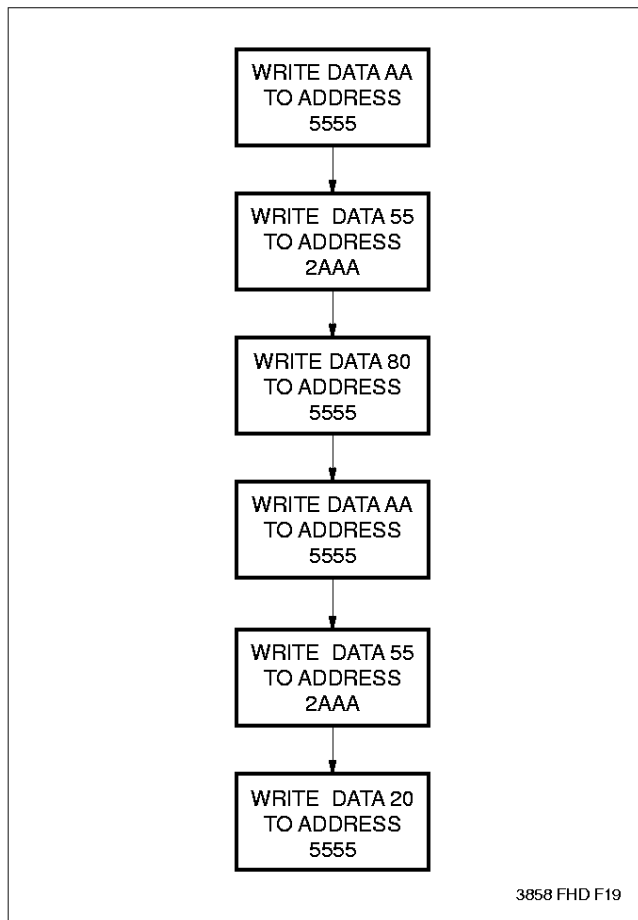 WRITE DATA AA
TO ADDRESS
5555
WRITE DATA 55
TO ADDRESS
2AAA
WRITE DATA 80
TO ADDRESS
5555
WRITE DATA AA
TO ADDRESS
5555
WRITE DATA 55
TO ADDRESS
2AAA
WRITE DATA 20
TO ADDRESS
5555
3858 FHD F19